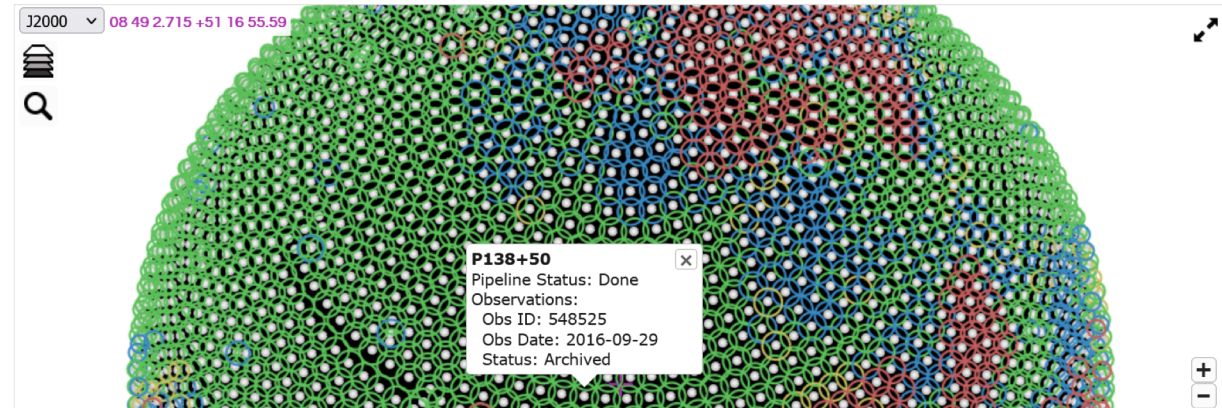 J2000 08 49 2.715 +51 16 55.59
P138+50
Pipeline Status: Done
Observations:
Obs ID: 548525
Obs Date: 2016-09-29
Status: Archived